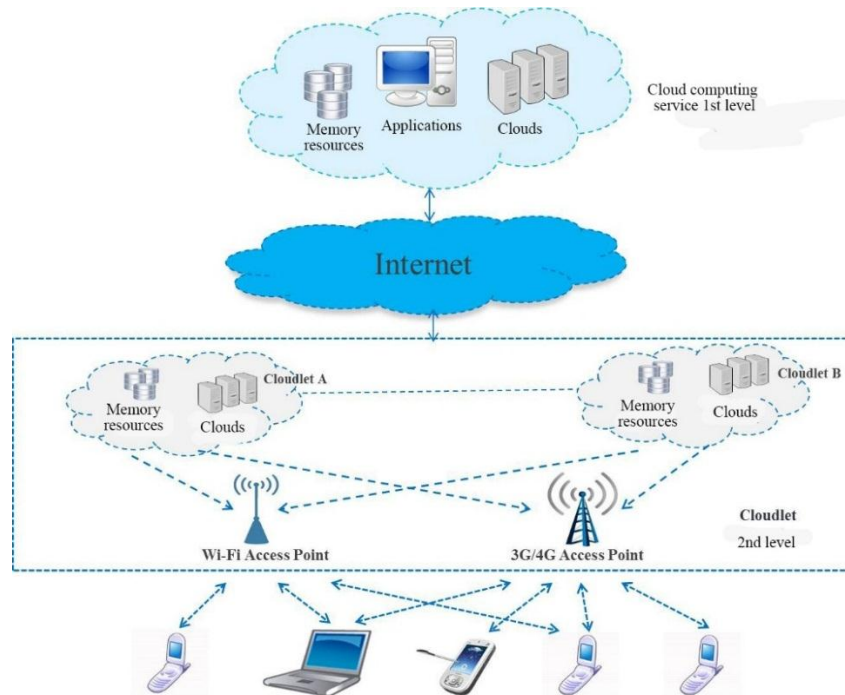 Memory
resources
Applications
Clouds
Cloud computing
service 1st level
Internet
Cloudlet A
Memory
resources
Clouds
Cloudlet B
Memory
resources
Clouds
Wi-Fi Access Point
3G/4G Access Point
Cloudlet
2nd level